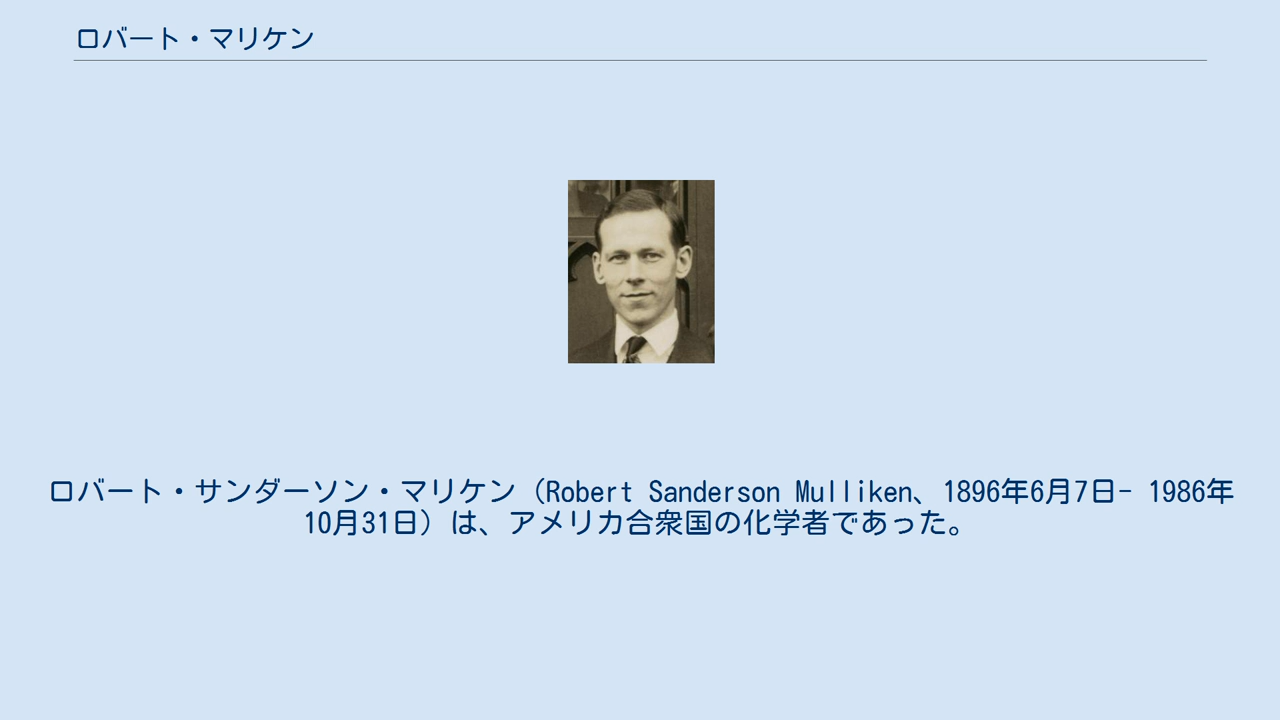 ロバート・マリケン
ロバート・サンダーソン・マリケン（Robert Sanderson Mulliken、1896年6月7日- 1986年
10月31日）は、アメリカ合衆国の化学者であった。